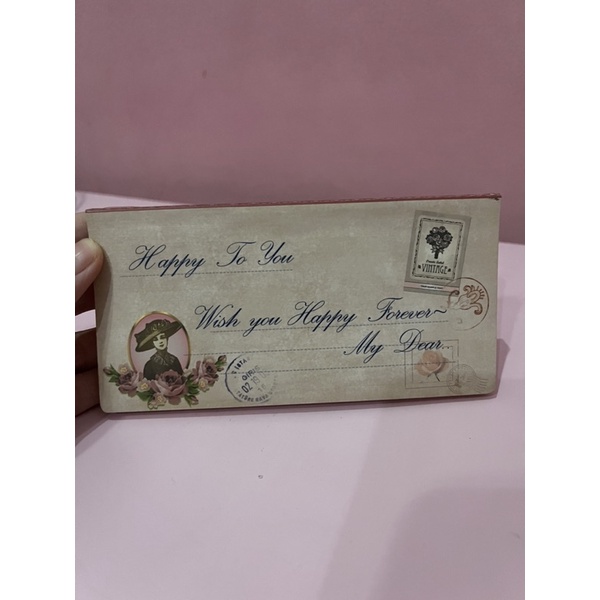 Happy To You
VINTAGE
Wish you Happy Forever~
My Dear...